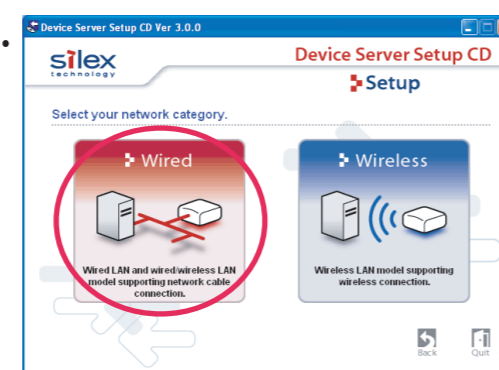 Device Server Setup CD Ver 3.0.0
silex
technology
Device Server Setup CD
Setup
Select your network category.
Wired
Wired LAN and wired/wireless LAN
model supporting network cable
connection.
Wireless
Wireless LAN model supporting
wireless connection.
Back
Quit